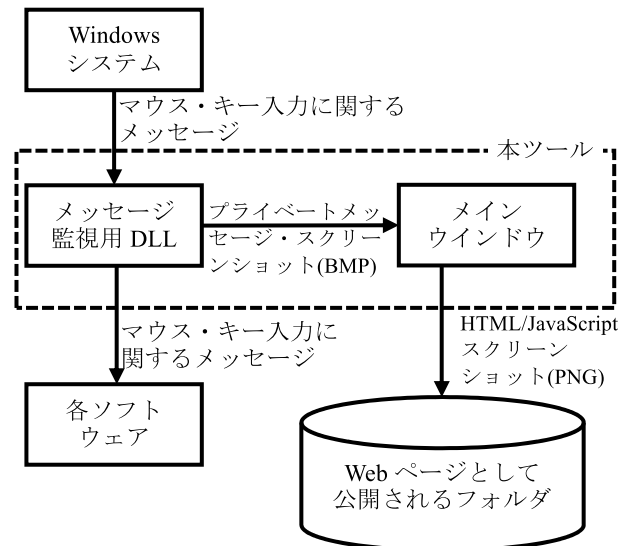 Windows
システム
マウス・キー入力に関する
メッセージ
本ツール
メッセージ
監視用 DLL
プライベートメッ
セージ・スクリー
ンショット(BMP)
メイン
ウインドウ
マウス・キー入力に
関するメッセージ
HTML/JavaScript
スクリーン
ショット(PNG)
各ソフト
ウェア
Web ページとして
公開されるフォルダ